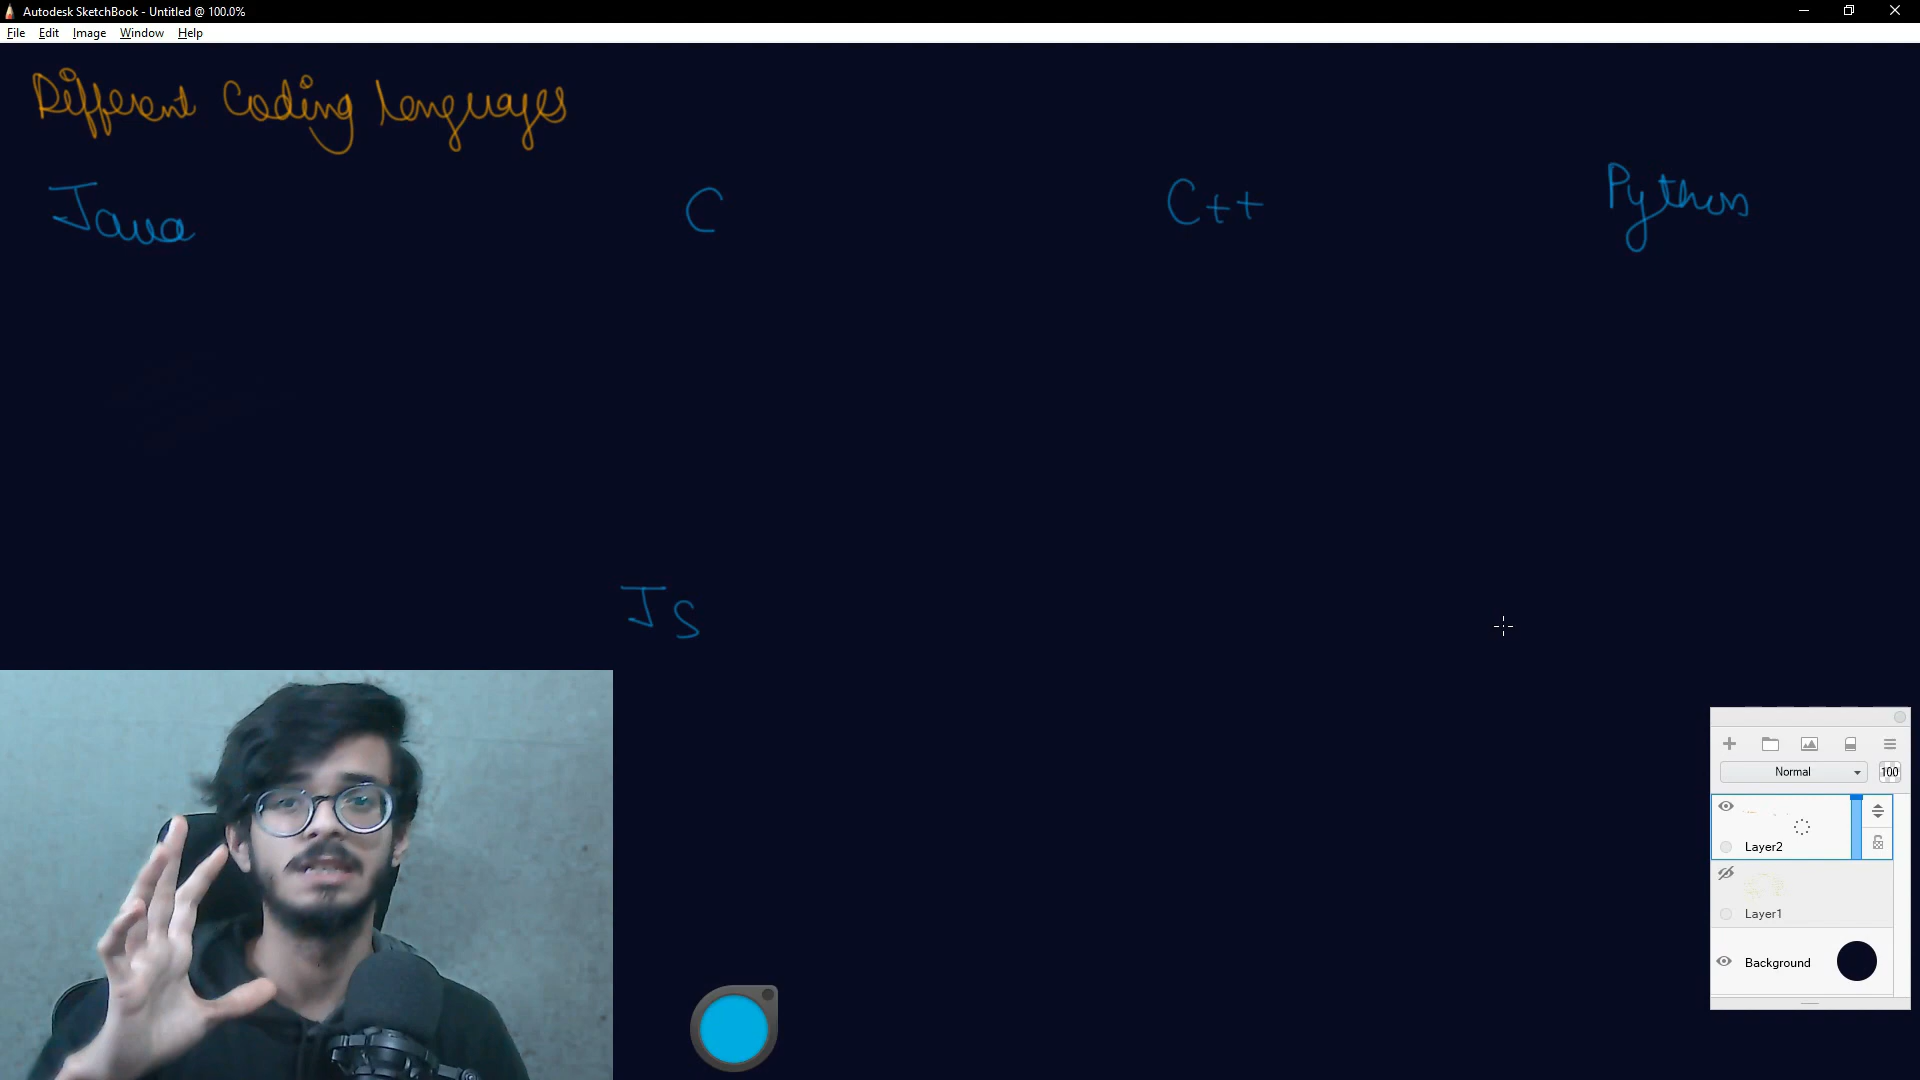 Autodesk SketchBook - Untitled @ 100.0%
File Edit Image Window Help
Different Coding lenguages
Java C C++ Python
JS
Normal 100
Layer2
Layer1
Background